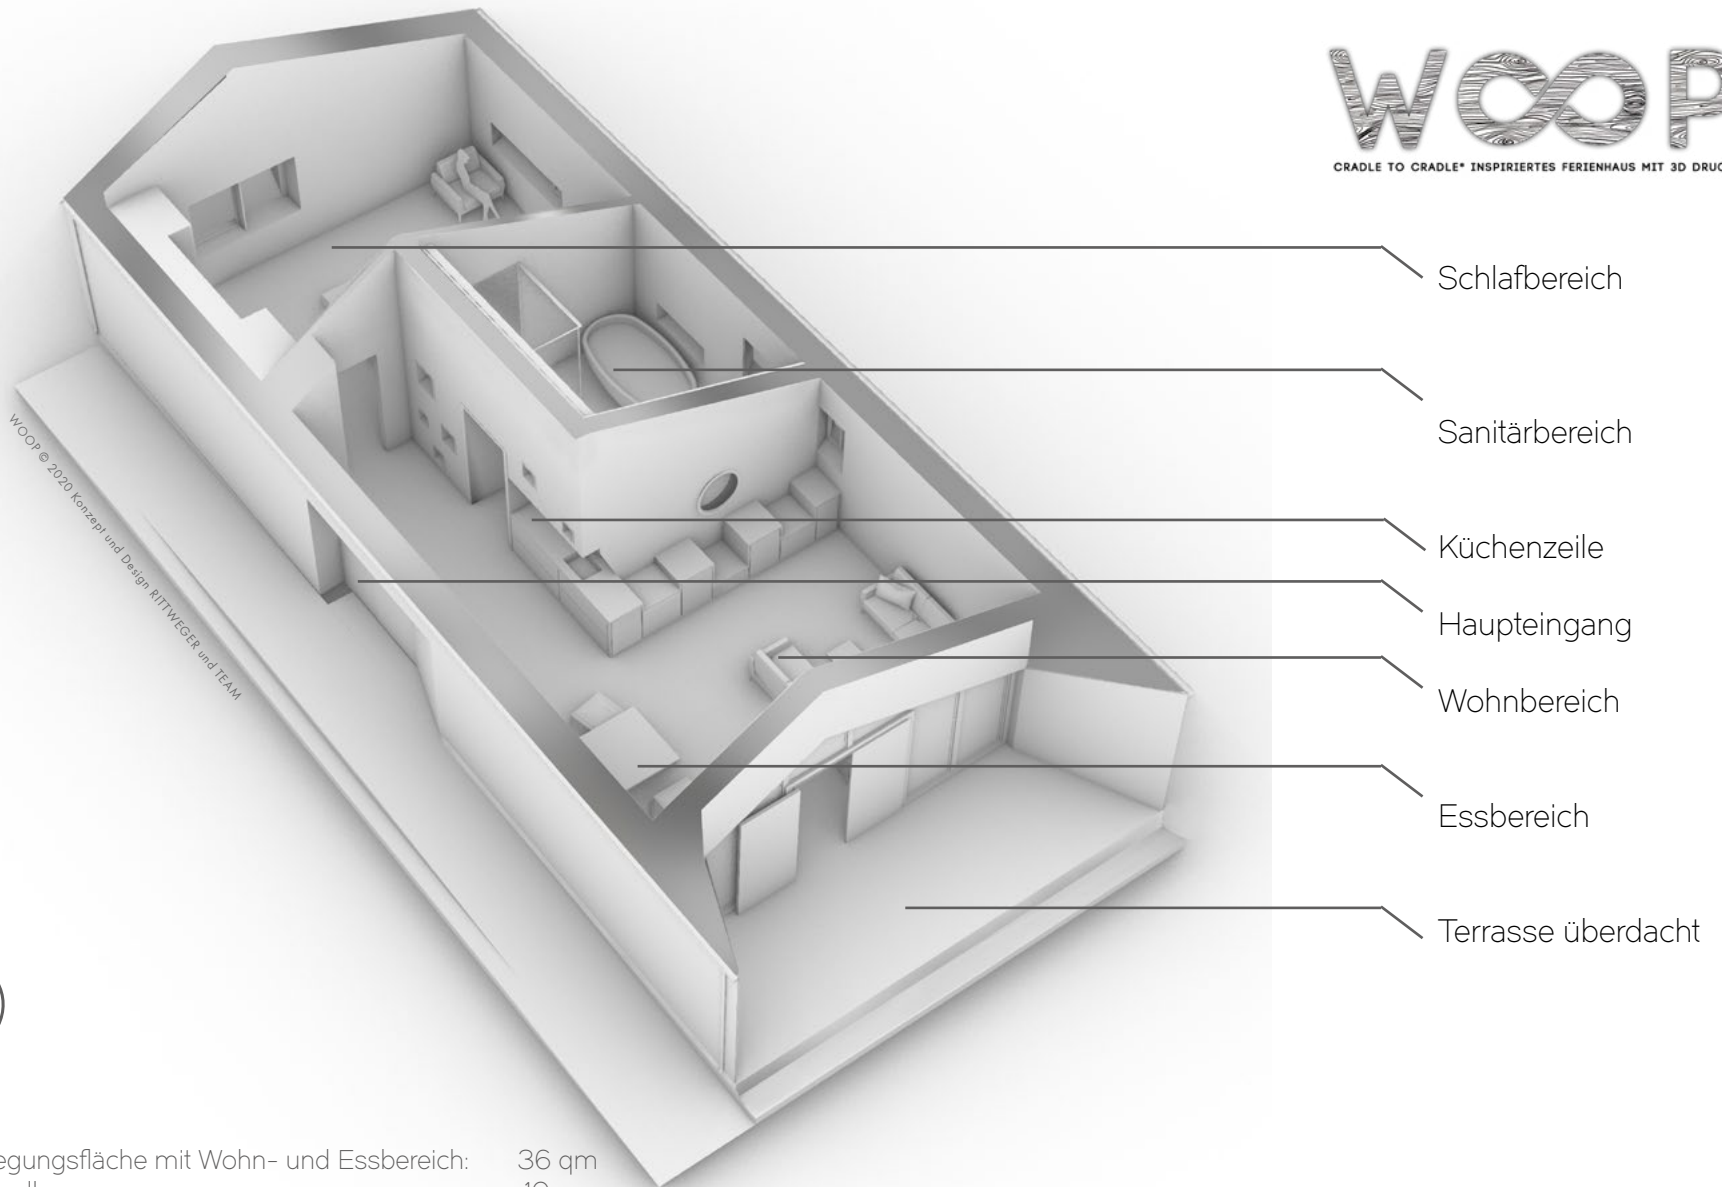 WOOP
CRADLE TO CRADLE* INSPIRIERTES FERIENHAUS MIT 3D
Schlafbereich
Sanitärbereich
Küchenzeile
Haupteingang
Wohnbereich
Essbereich
Terrasse überdacht
WOOP © 2020 Konzept und Design RITTWEGER und TEAM
egungsfläche mit Wohn- und Essbereich: 36 qm